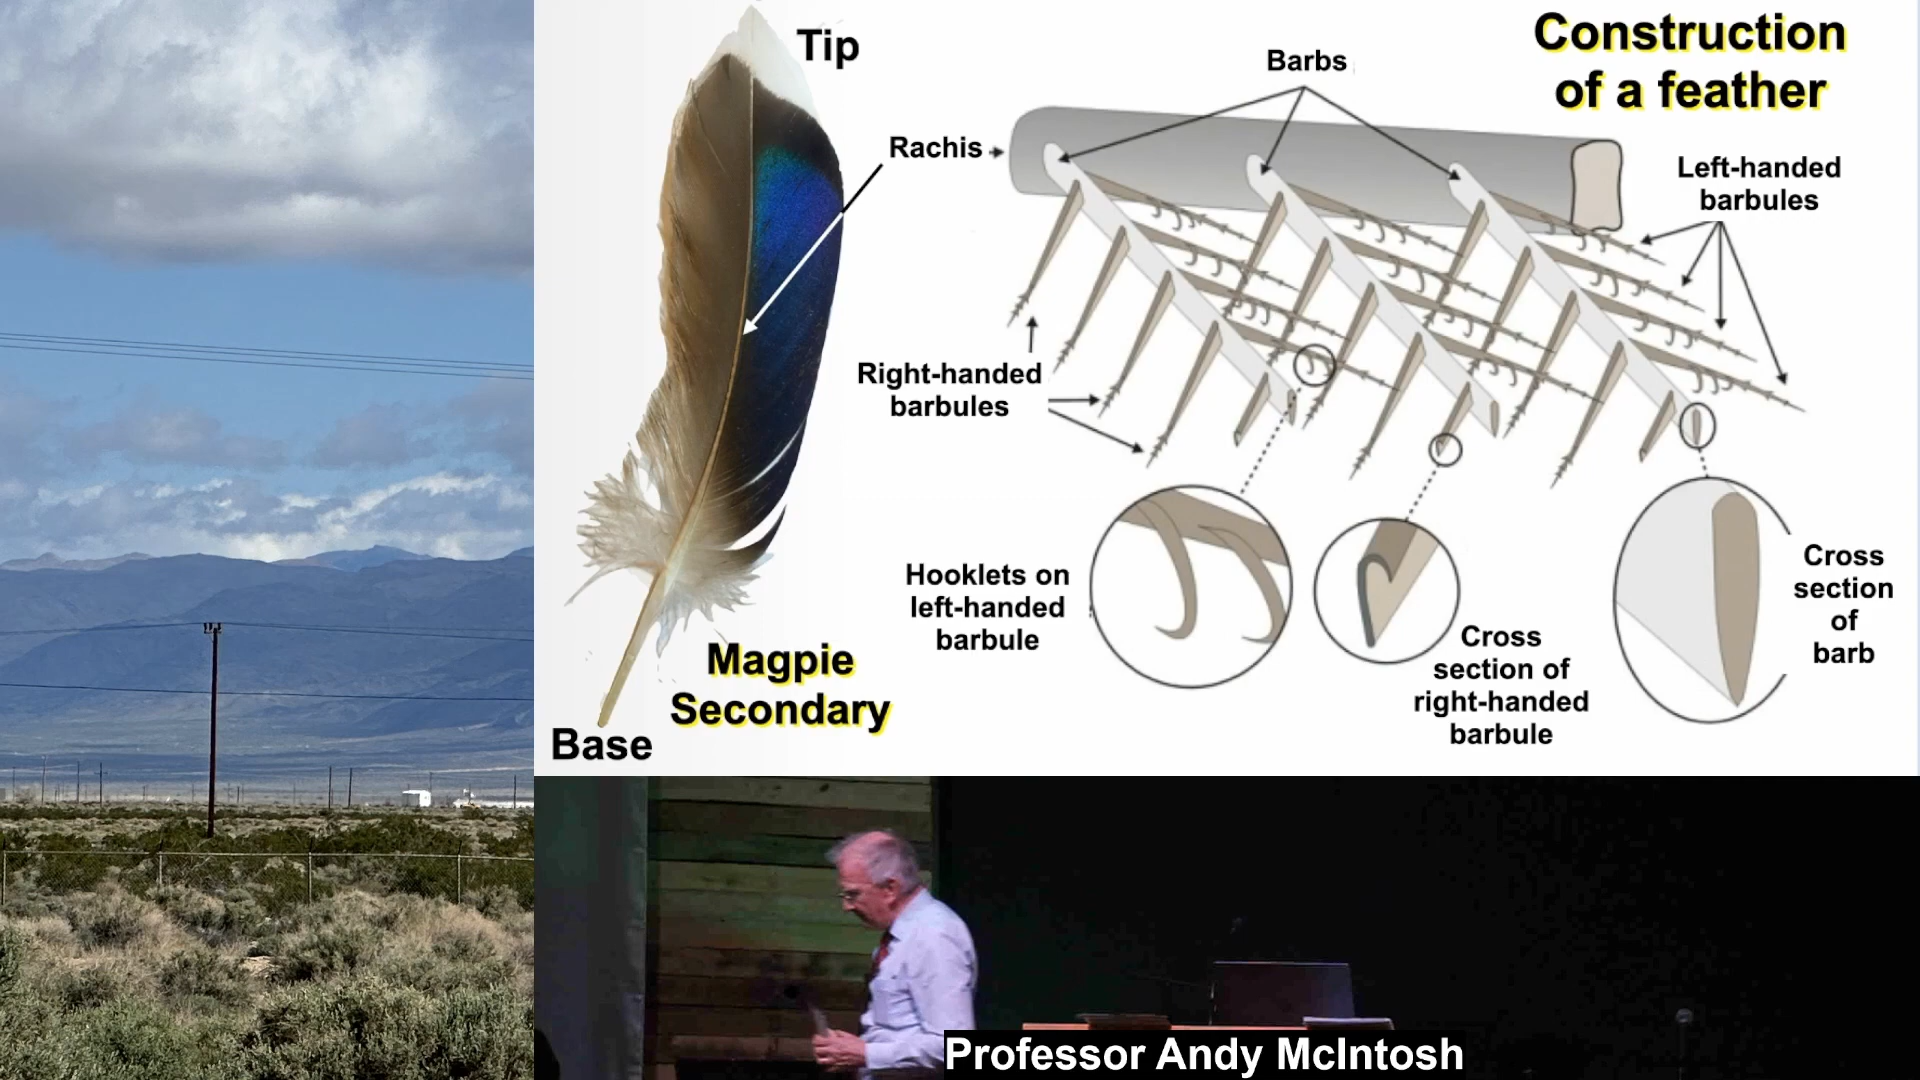 Construction
of a feather
Tip
Barbs
Rachis
Left-handed
barbules
Right-handed
barbules
Hooklets on
left-handed
barbule
Cross
section of
right-handed
barbule
Cross
section
of
barb
Magpie
Secondary
Base
Professor Andy McIntosh